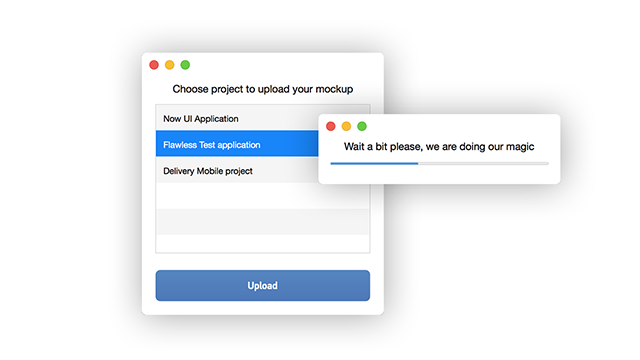 Choose project to upload your mockup
Now UI Application
Flawless Test application
Delivery Mobile project
Upload
Wait a bit please, we are doing our magic